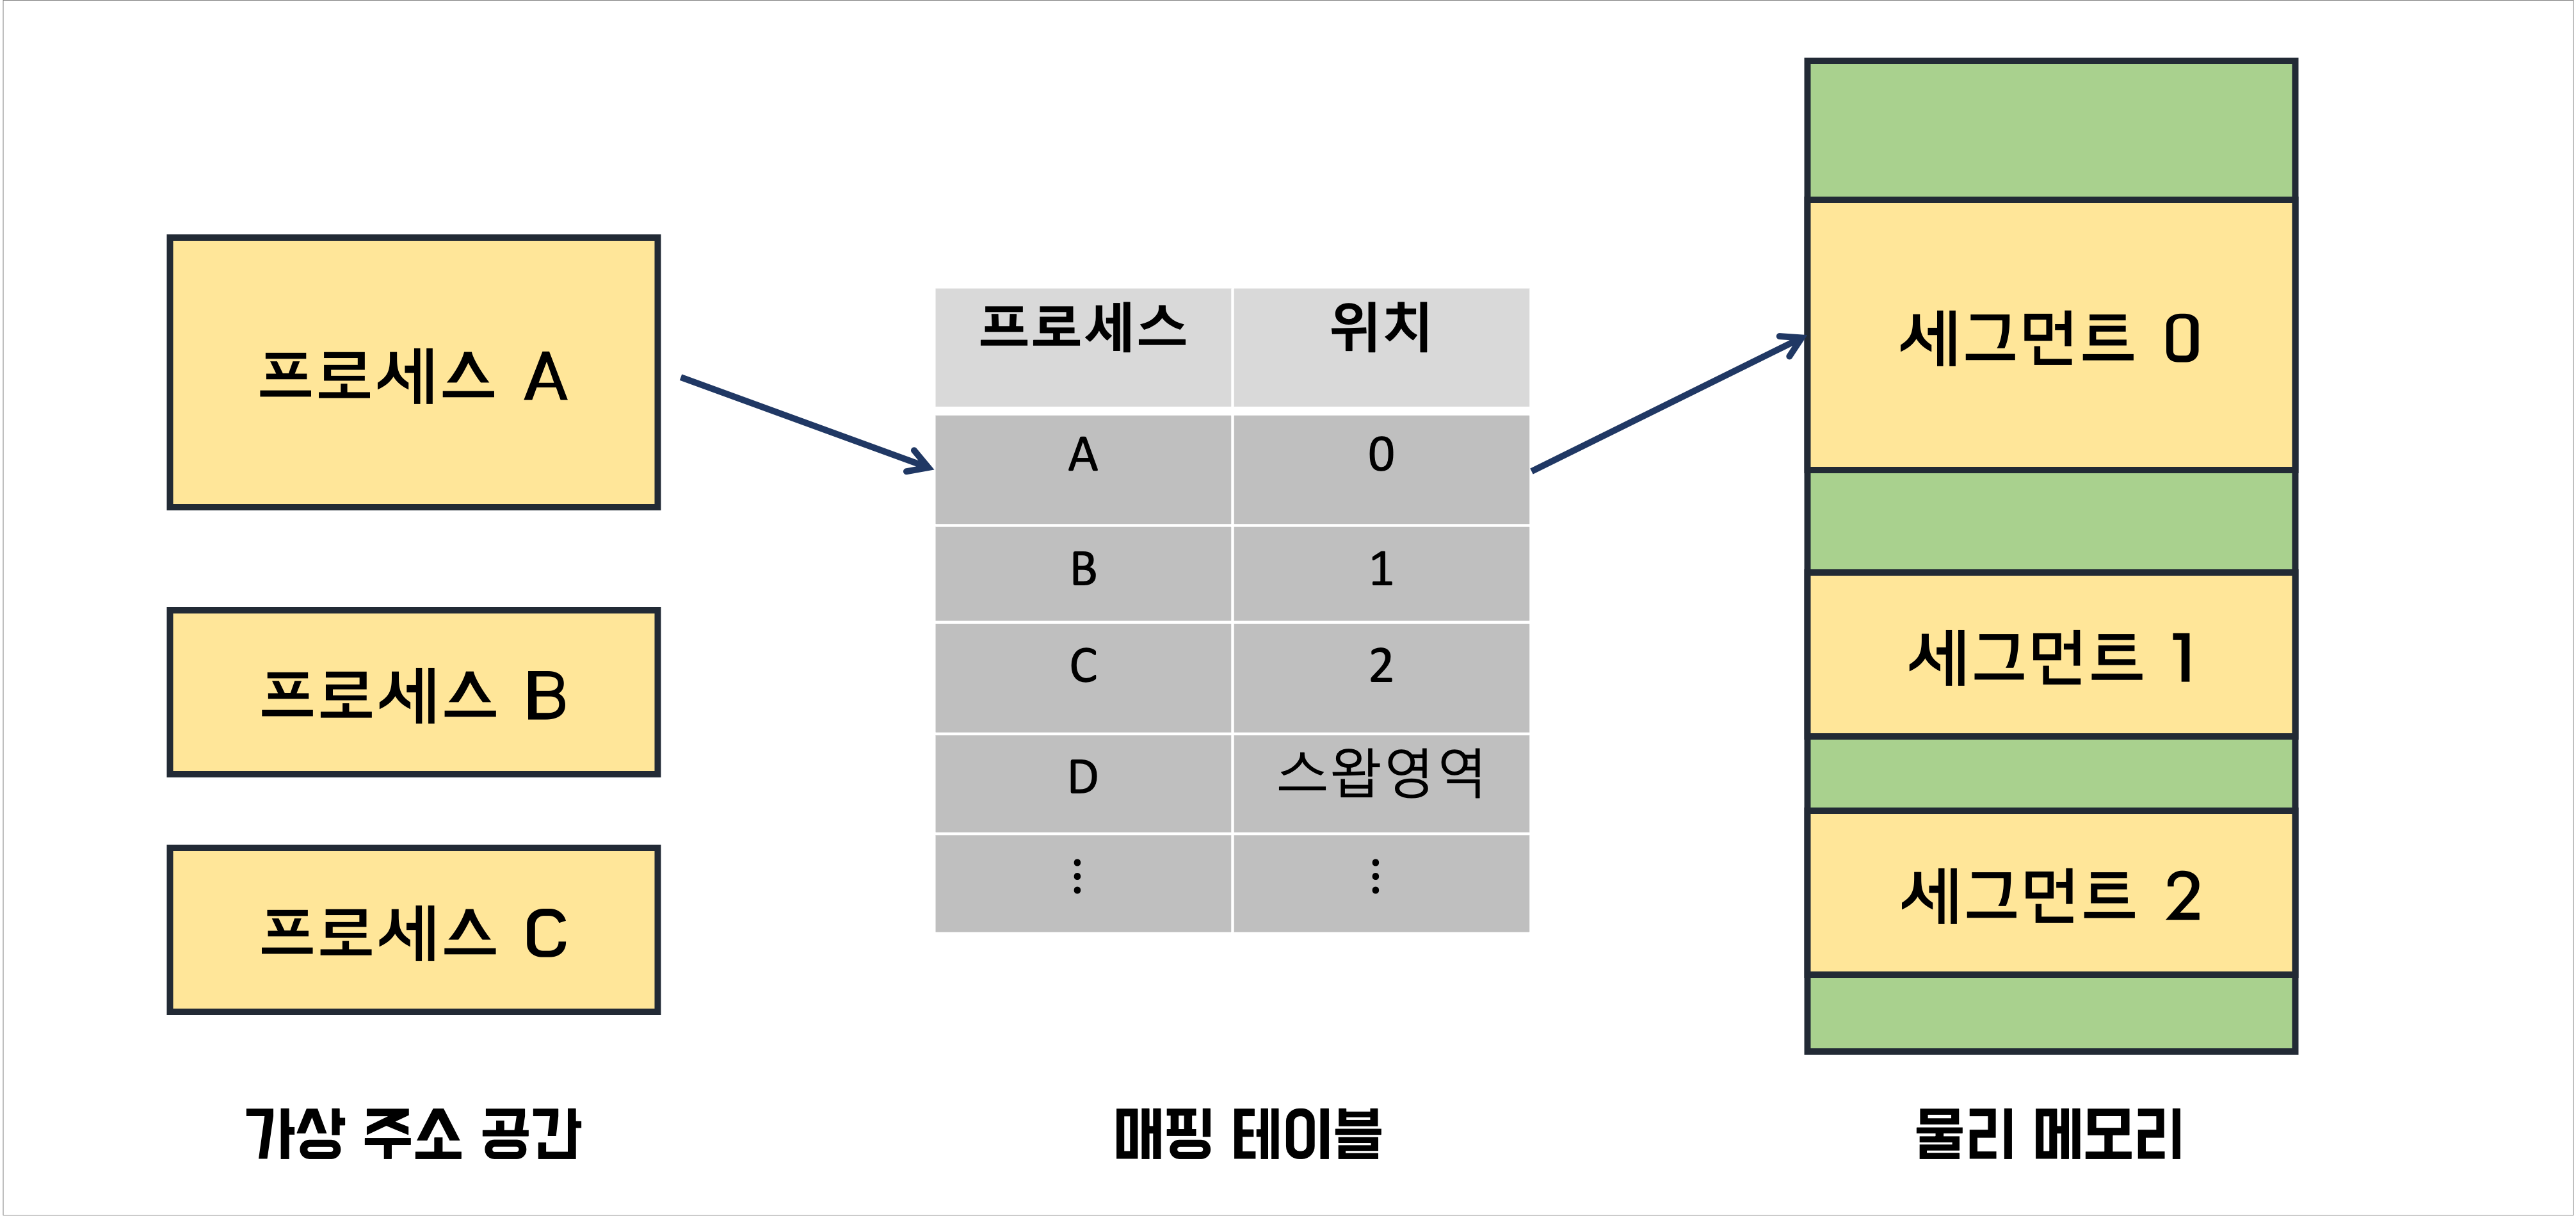 프로세스 A
프로세스 B
프로세스 C
가상 주소 공간
프로세스 위치
A 0
B 1
C 2
D 스왑영역
⋮ ⋮
매핑 테이블
세그먼트 0
세그먼트 1
세그먼트 2
물리 메모리